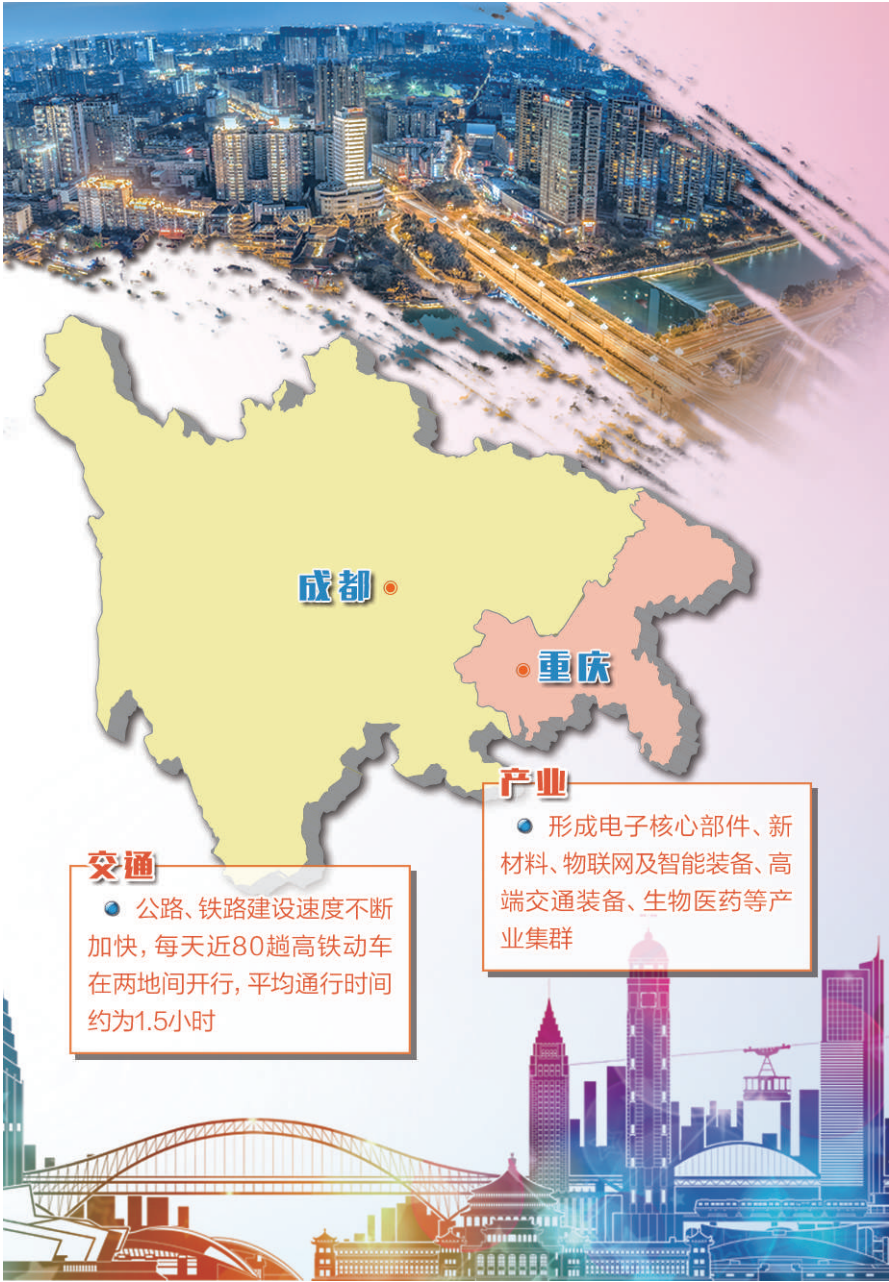 成都
重庆
产业
形成电子核心部件、新
材料、物联网及智能装备、高
端交通装备、生物医药等产
业集群
交通
公路、铁路建设速度不断
加快,每天近80趟高铁动车
在两地间开行,平均通行时间
约为1.5小时